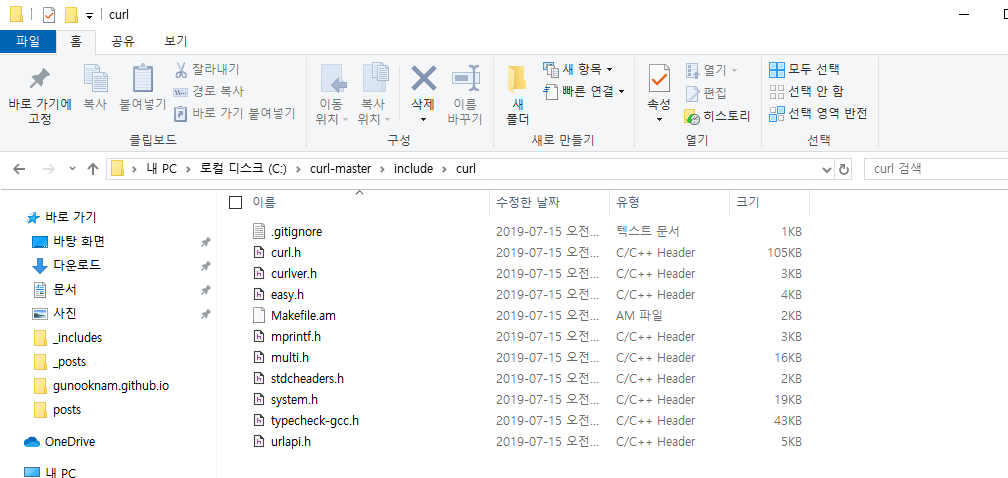 curl
파일 홈 공유 보기
바로 가기에 고정
복사
붙여넣기
잘라내기
경로 복사
바로 가기 붙여넣기
클립보드
이동 위치
복사 위치
삭제
이름 바꾸기
구성
새 폴더
새 항목
빠른 연결
새로 만들기
속성
열기
편집
히스토리
열기
모두 선택
선택 안 함
선택 영역 반전
선택
내 PC > 로컬 디스크 (C:) > curl-master > include > curl
curl 검색
바로 가기
바탕 화면
다운로드
문서
사진
_includes
_posts
gunooknam.github.io
posts
OneDrive
내 PC
이름 수정한 날짜 유형 크기
.gitignore 2019-07-15 오전... 텍스트 문서 1KB
curl.h 2019-07-15 오전... C/C++ Header 105KB
curlver.h 2019-07-15 오전... C/C++ Header 3KB
easy.h 2019-07-15 오전... C/C++ Header 4KB
Makefile.am 2019-07-15 오전... AM 파일 2KB
mprintf.h 2019-07-15 오전... C/C++ Header 3KB
multi.h 2019-07-15 오전... C/C++ Header 16KB
stdcheaders.h 2019-07-15 오전... C/C++ Header 2KB
system.h 2019-07-15 오전... C/C++ Header 19KB
typecheck-gcc.h 2019-07-15 오전... C/C++ Header 43KB
urlapi.h 2019-07-15 오전... C/C++ Header 5KB